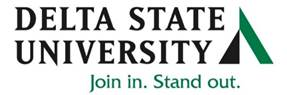 DELTA STATE
UNIVERSITY
Join in. Stand out.